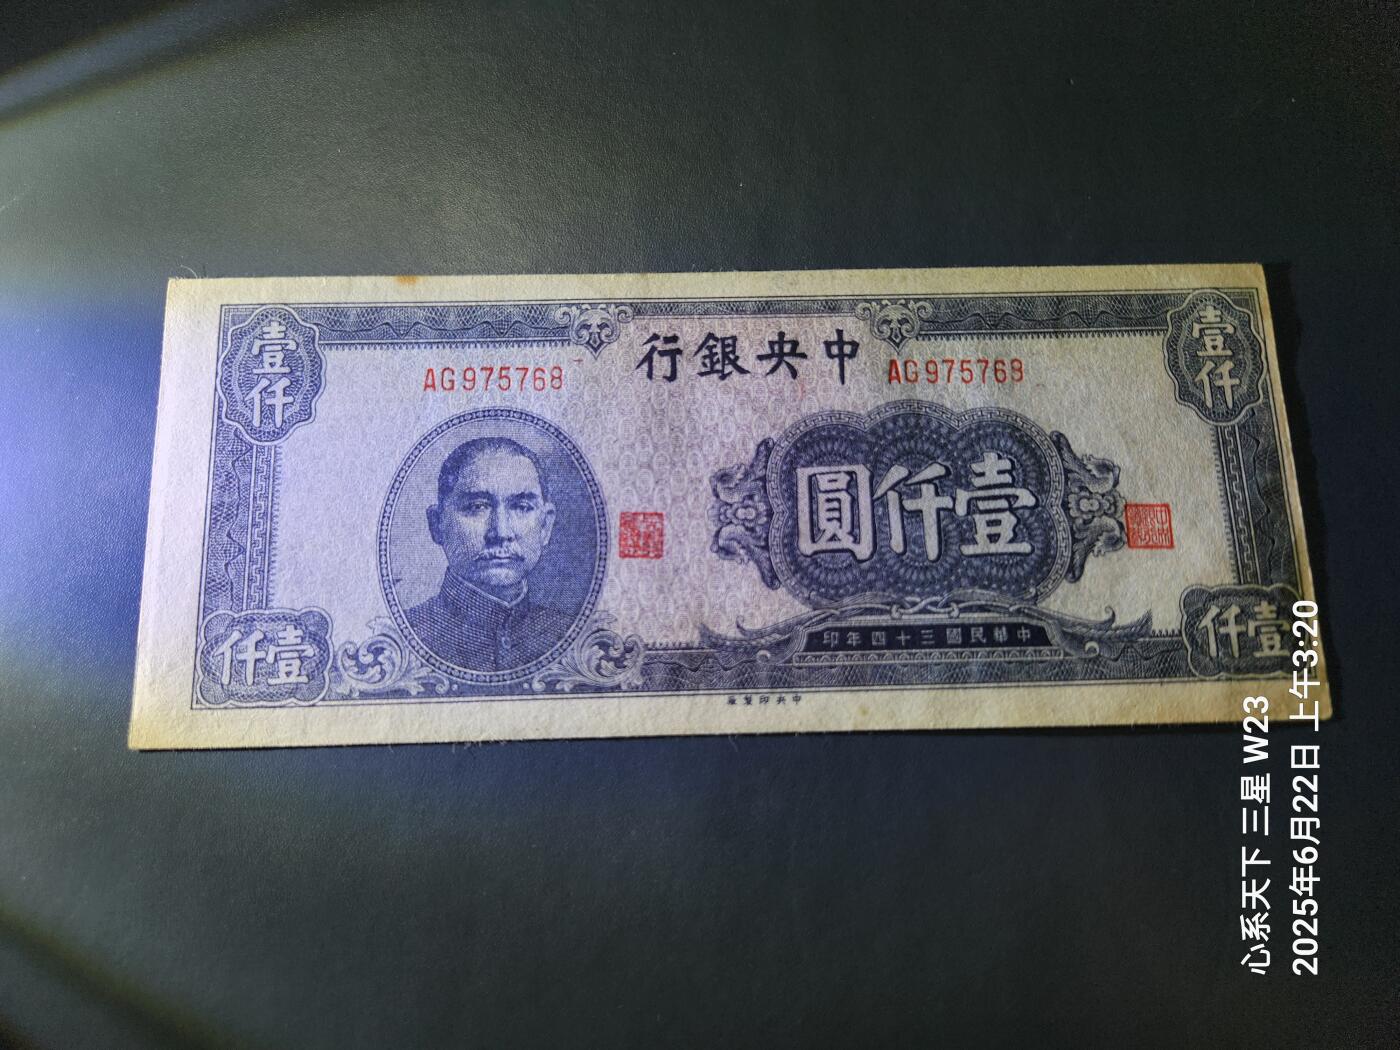 行銀央中
AG975768
AG975768
壹仟
壹仟
圓仟壹
印年四十三國民華中
仟壹
仟壹
廠製印央中
心系天下 三星 W23
2025年6月22日 上午3:20